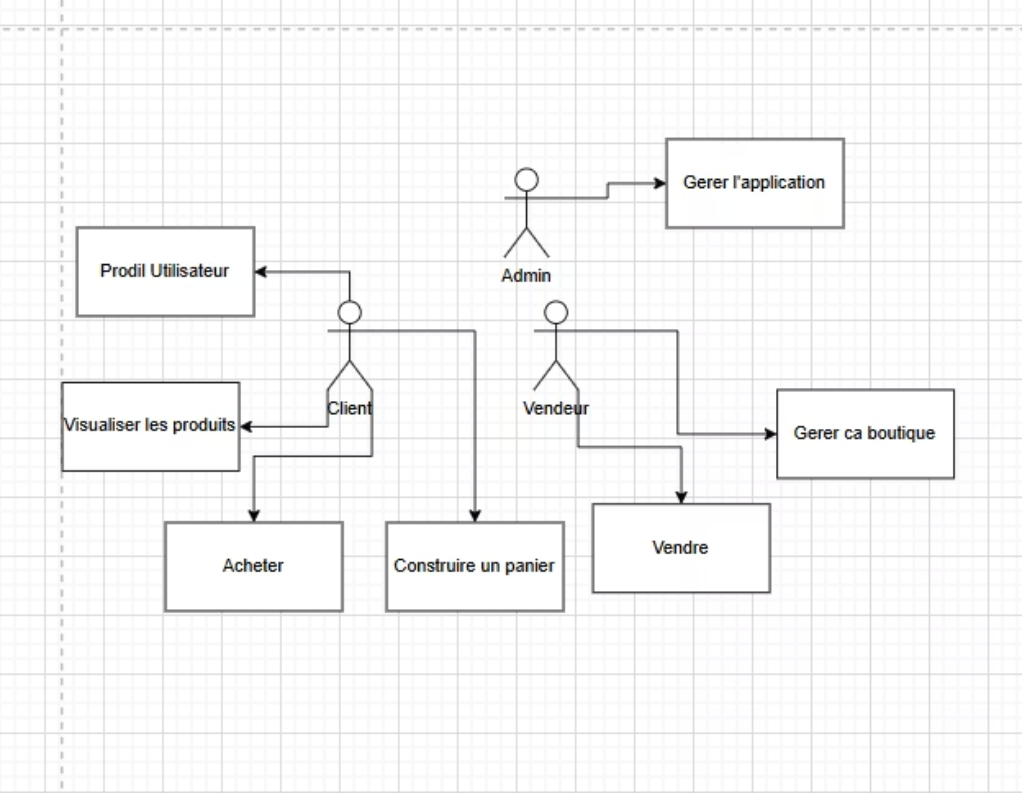 Gerer l'application
Admin
Prodil Utilisateur
Client
Vendeur
Visualiser les produits
Gerer ca boutique
Acheter
Construire un panier
Vendre